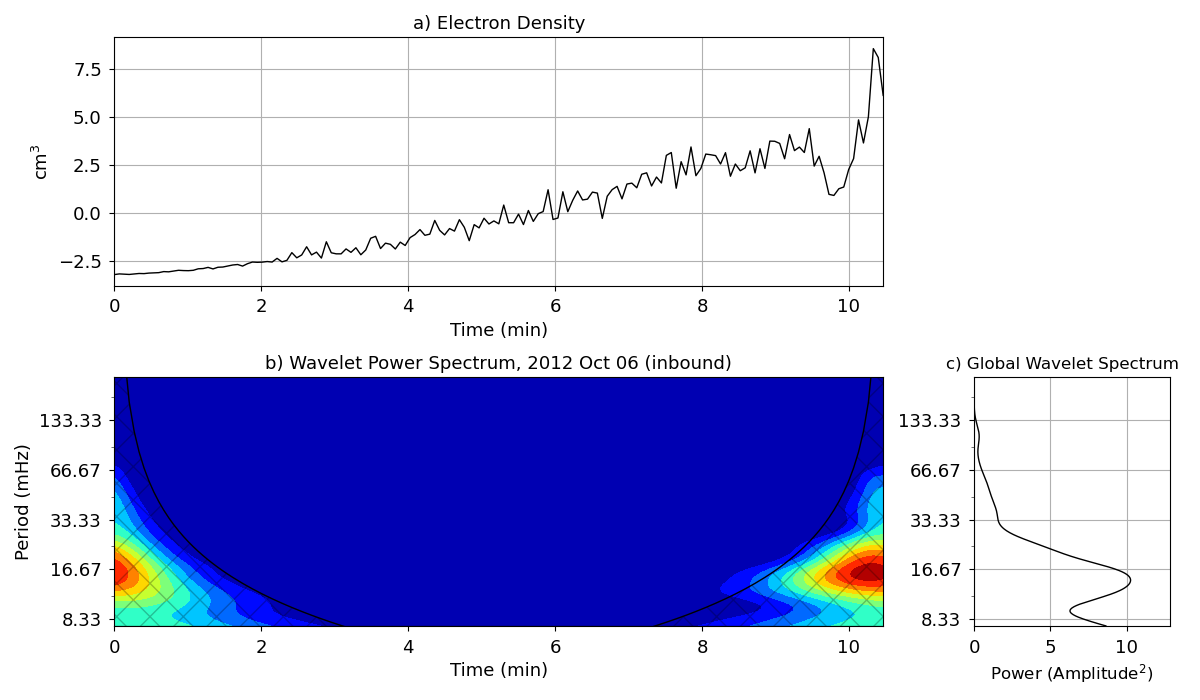 a) Electron Density
7.5
5.0
2.5
0.0
−2.5
cm³
0 2 4 6 8 10
Time (min)
b) Wavelet Power Spectrum, 2012 Oct 06 (inbound)
133.33
66.67
33.33
16.67
8.33
Period (mHz)
0 2 4 6 8 10
Time (min)
c) Global Wavelet Spectrum
133.33
66.67
33.33
16.67
8.33
0 5 10
Power (Amplitude²)